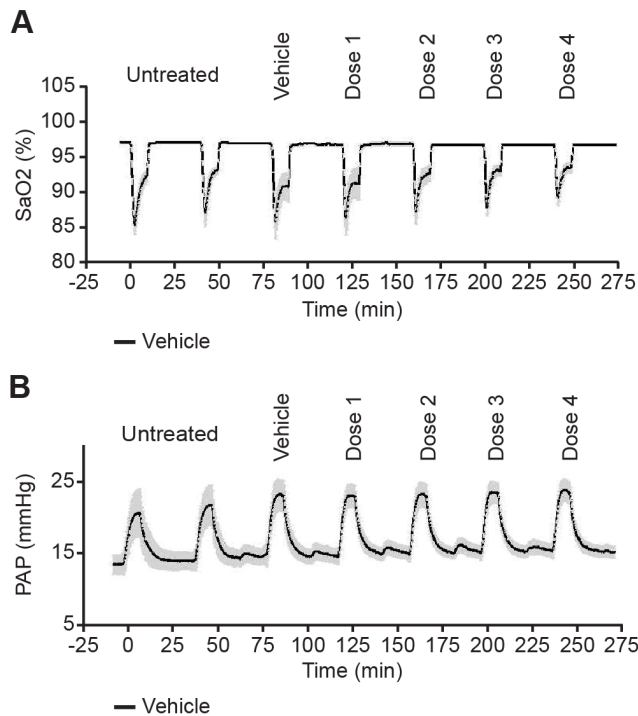 A
Untreated
Vehicle
Dose 1
Dose 2
Dose 3
Dose 4
SaO2 (%)
105
100
95
90
85
80
-25 0 25 50 75 100 125 150 175 200 225 250 275
Time (min)
Vehicle
B
Untreated
Vehicle
Dose 1
Dose 2
Dose 3
Dose 4
PAP (mmHg)
25
15
5
-25 0 25 50 75 100 125 150 175 200 225 250 275
Time (min)
Vehicle